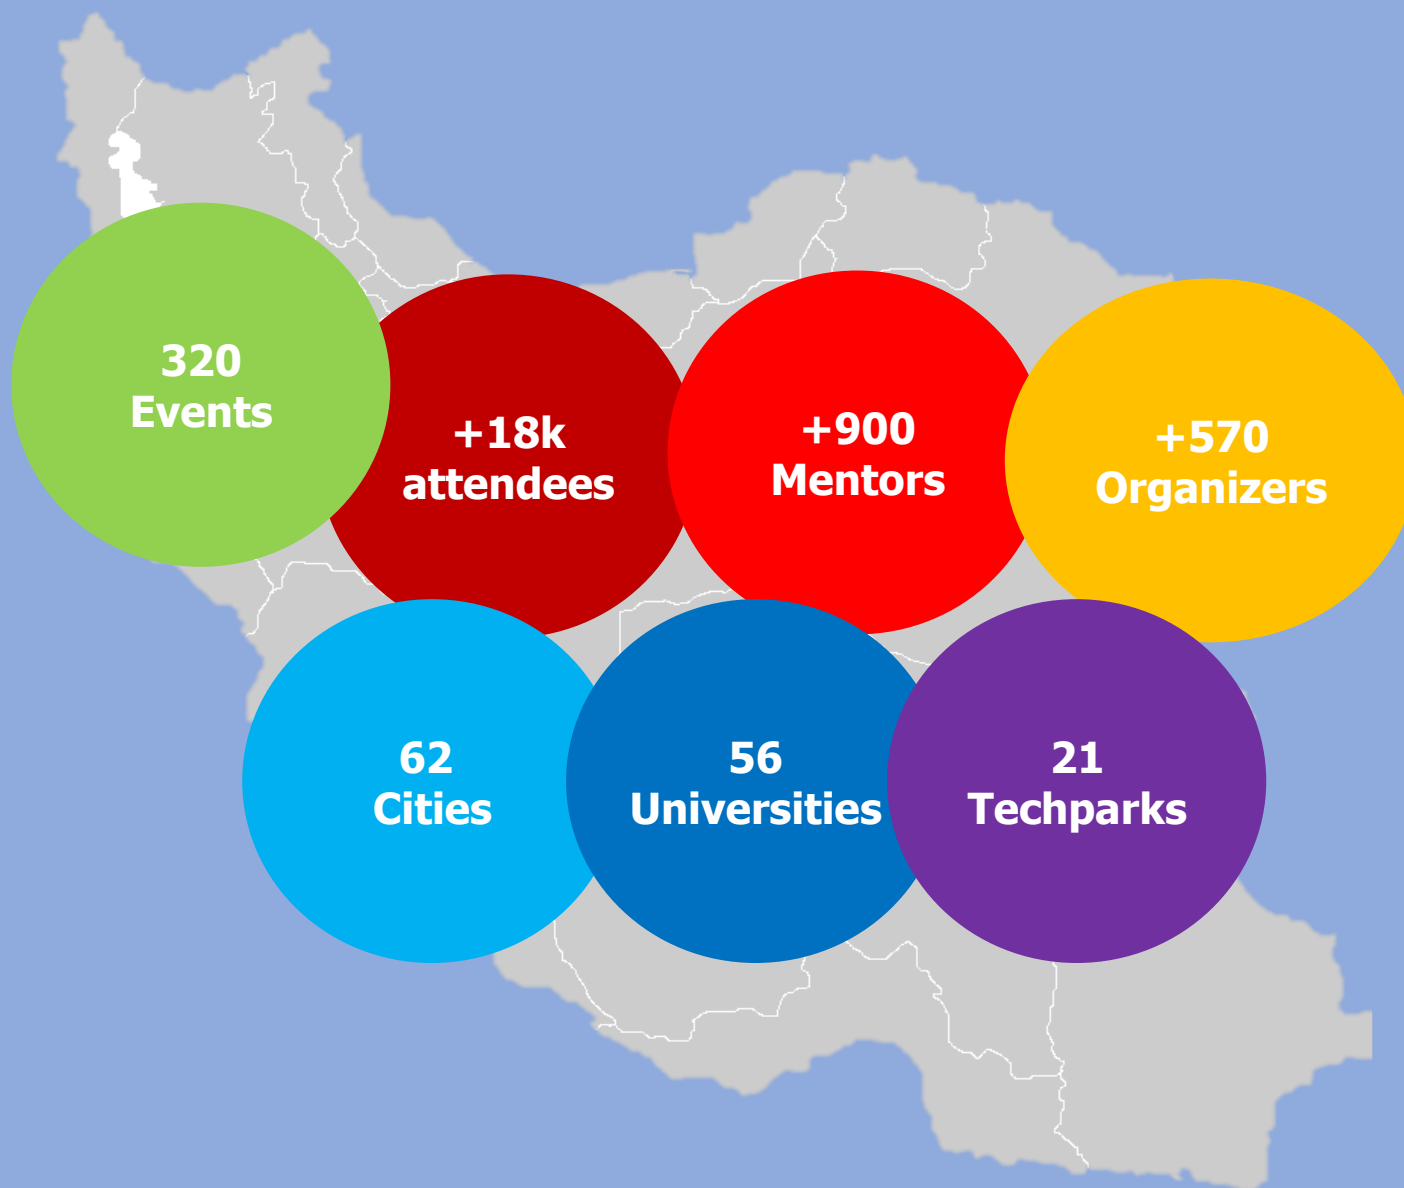 320
Events
+18k
attendees
+900
Mentors
+570
Organizers
62
Cities
56
Universities
21
Techparks